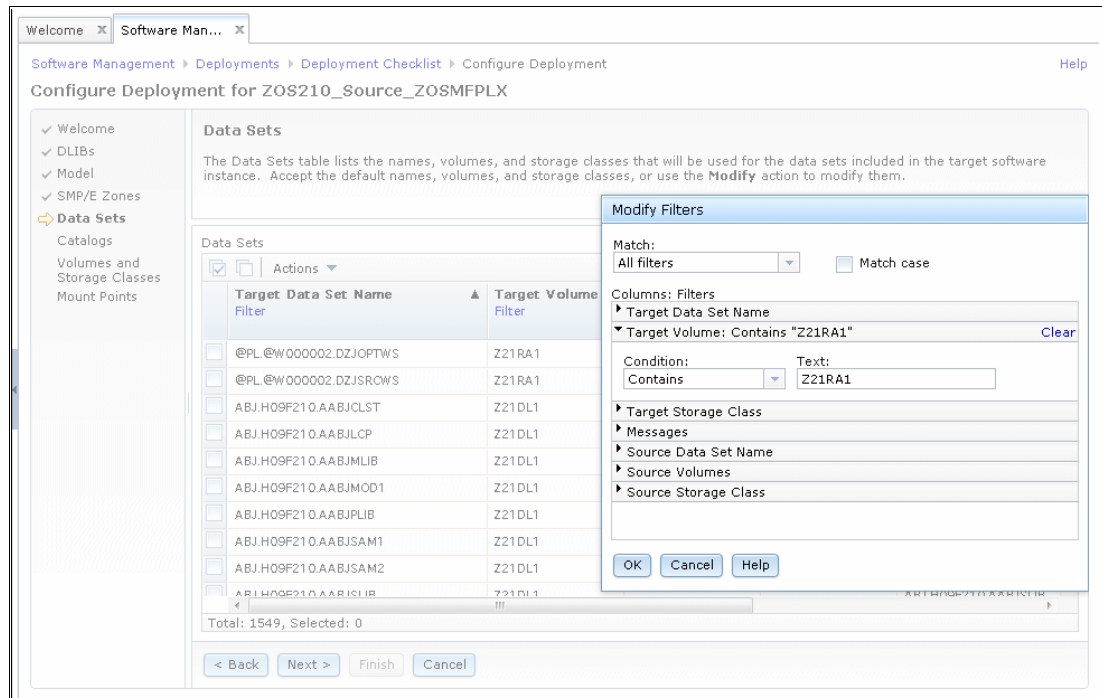 Welcome
Software Man...
Software Management Deployments Deployment Checklist Configure Deployment Help
Configure Deployment for ZOS210_Source_ZOSMFPLX
Welcome
DLIBs
Model
SMP/E Zones
Data Sets
Catalogs
Volumes and
Storage Classes
Mount Points
Data Sets
The Data Sets table lists the names, volumes, and storage classes that will be used for the data sets included in the target software
instance. Accept the default names, volumes, and storage classes, or use the Modify action to modify them.
Data Sets
Actions
Target Data Set Name Target Volume
Filter Filter
@PL.@W000002.DZJOPTWS Z21RA1
@PL.@W000002.DZJSRCWS Z21RA1
ABJ.H09F210.AABJCLST Z21DL1
ABJ.H09F210.AABJLCP Z21DL1
ABJ.H09F210.AABJMLIB Z21DL1
ABJ.H09F210.AABJMOD1 Z21DL1
ABJ.H09F210.AABJPLIB Z21DL1
ABJ.H09F210.AABJSAM1 Z21DL1
ABJ.H09F210.AABJSAM2 Z21DL1
ABJ.H09F210.AABJSLIB Z21DL1 ABJ.H09F210.AABJSLIB
Total: 1549, Selected: 0
< Back Next > Finish Cancel
Modify Filters
Match:
All filters Match case
Columns: Filters
Target Data Set Name
Target Volume: Contains "Z21RA1" Clear
Condition: Text:
Contains Z21RA1
Target Storage Class
Messages
Source Data Set Name
Source Volumes
Source Storage Class
OK Cancel Help